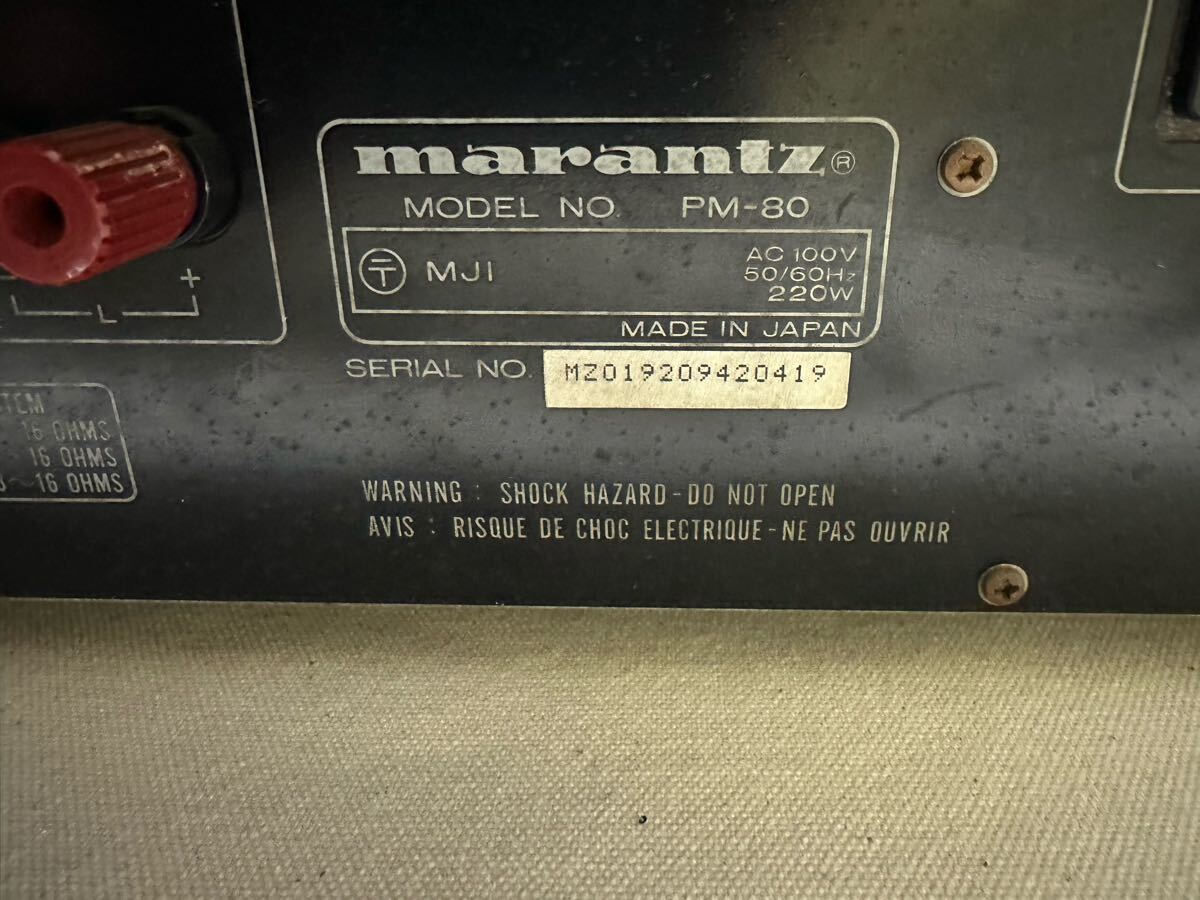 marantz®
MODEL NO. PM-80
〒 MJI
AC 100V
50/60Hz
220W
MADE IN JAPAN
SERIAL NO. MZ019209420419
+
L
16 OHMS
16 OHMS
~16 OHMS
WARNING : SHOCK HAZARD-DO NOT OPEN
AVIS : RISQUE DE CHOC ELECTRIQUE-NE PAS OUVRIR